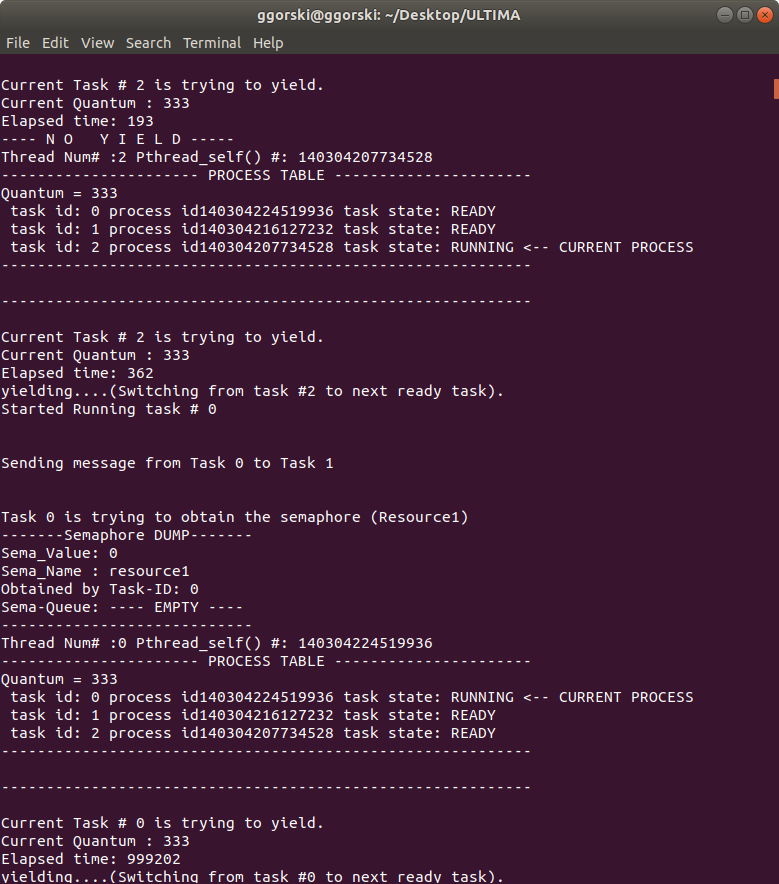 ggorski@ggorski: ~/Desktop/ULTIMA
File Edit View Search Terminal Help
Current Task # 2 is trying to yield.
Current Quantum : 333
Elapsed time: 193
---- N O   Y I E L D -----
Thread Num# :2 Pthread_self() #: 140304207734528
---------------------- PROCESS TABLE ----------------------
Quantum = 333
 task id: 0 process id140304224519936 task state: READY
 task id: 1 process id140304216127232 task state: READY
 task id: 2 process id140304207734528 task state: RUNNING <-- CURRENT PROCESS
-----------------------------------------------------------
-----------------------------------------------------------
Current Task # 2 is trying to yield.
Current Quantum : 333
Elapsed time: 362
yielding....(Switching from task #2 to next ready task).
Started Running task # 0
Sending message from Task 0 to Task 1
Task 0 is trying to obtain the semaphore (Resource1)
-------Semaphore DUMP-------
Sema_Value: 0
Sema_Name : resource1
Obtained by Task-ID: 0
Sema-Queue: ---- EMPTY ----
----------------------------
Thread Num# :0 Pthread_self() #: 140304224519936
---------------------- PROCESS TABLE ----------------------
Quantum = 333
 task id: 0 process id140304224519936 task state: RUNNING <-- CURRENT PROCESS
 task id: 1 process id140304216127232 task state: READY
 task id: 2 process id140304207734528 task state: READY
-----------------------------------------------------------
-----------------------------------------------------------
Current Task # 0 is trying to yield.
Current Quantum : 333
Elapsed time: 999202
yielding....(Switching from task #0 to next ready task).